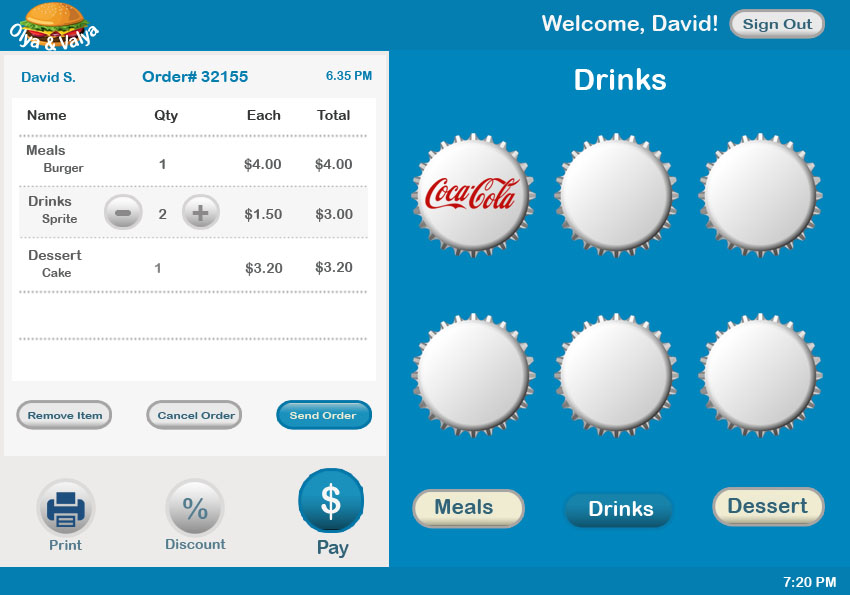 Olya & Valya
Welcome, David! Sign Out
David S. Order# 32155 6.35 PM
Name Qty Each Total
Meals
Burger 1 $4.00 $4.00
Drinks
Sprite 2 $1.50 $3.00
Dessert
Cake 1 $3.20 $3.20
Remove Item Cancel Order Send Order
% $
Print Discount Pay
Drinks
Coca-Cola
Meals Drinks Dessert
7:20 PM